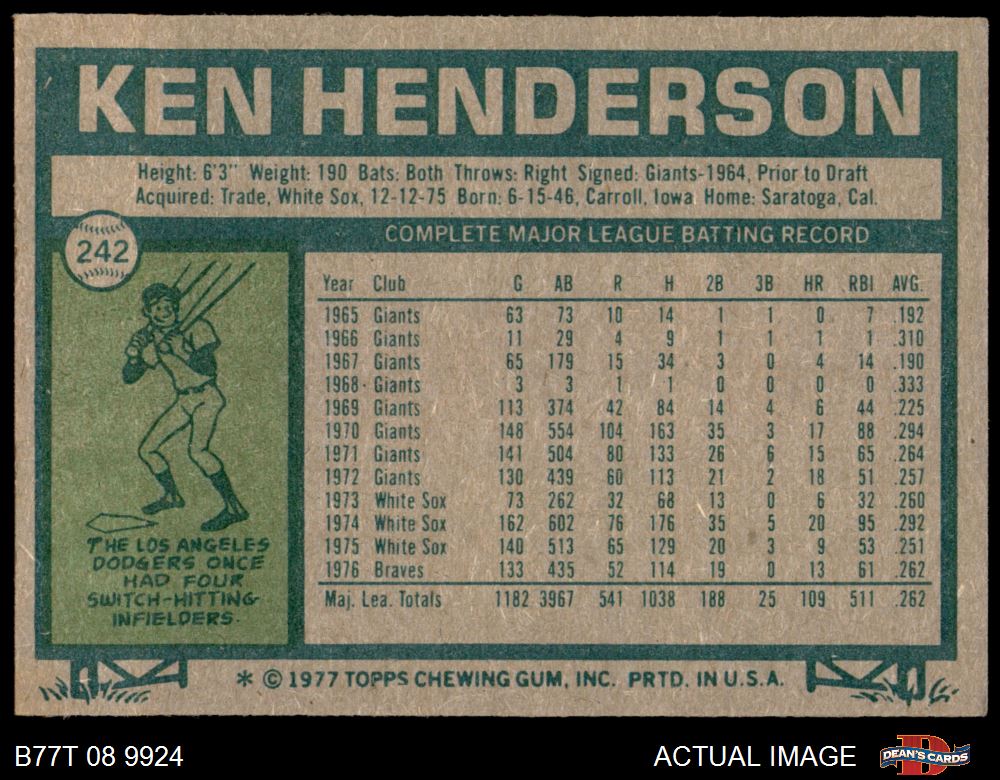 KEN HENDERSON
Height: 6'3" Weight: 190 Bats: Both Throws: Right Signed: Giants-1964, Prior to Draft
Acquired: Trade, White Sox, 12-12-75 Born: 6-15-46, Carroll, Iowa Home: Saratoga, Cal.
242
COMPLETE MAJOR LEAGUE BATTING RECORD
Year Club G AB R H 2B 3B HR RBI AVG.
1965 Giants 63 73 10 14 1 1 0 7 .192
1966 Giants 11 29 4 9 1 1 1 1 .310
1967 Giants 65 179 15 34 3 0 4 14 .190
1968 Giants 3 3 1 1 0 0 0 0 .333
1969 Giants 113 374 42 84 14 4 6 44 .225
1970 Giants 148 554 104 163 35 3 17 88 .294
1971 Giants 141 504 80 133 26 6 15 65 .264
1972 Giants 130 439 60 113 21 2 18 51 .257
1973 White Sox 73 262 32 68 13 0 6 32 .260
1974 White Sox 162 602 76 176 35 5 20 95 .292
1975 White Sox 140 513 65 129 20 3 9 53 .251
1976 Braves 133 435 52 114 19 0 13 61 .262
Maj. Lea. Totals 1182 3967 541 1038 188 25 109 511 .262
THE LOS ANGELES
DODGERS ONCE
HAD FOUR
SWITCH-HITTING
INFIELDERS.
* © 1977 TOPPS CHEWING GUM, INC. PRTD. IN U.S.A.
B77T 08 9924
ACTUAL IMAGE
DEAN'S CARDS